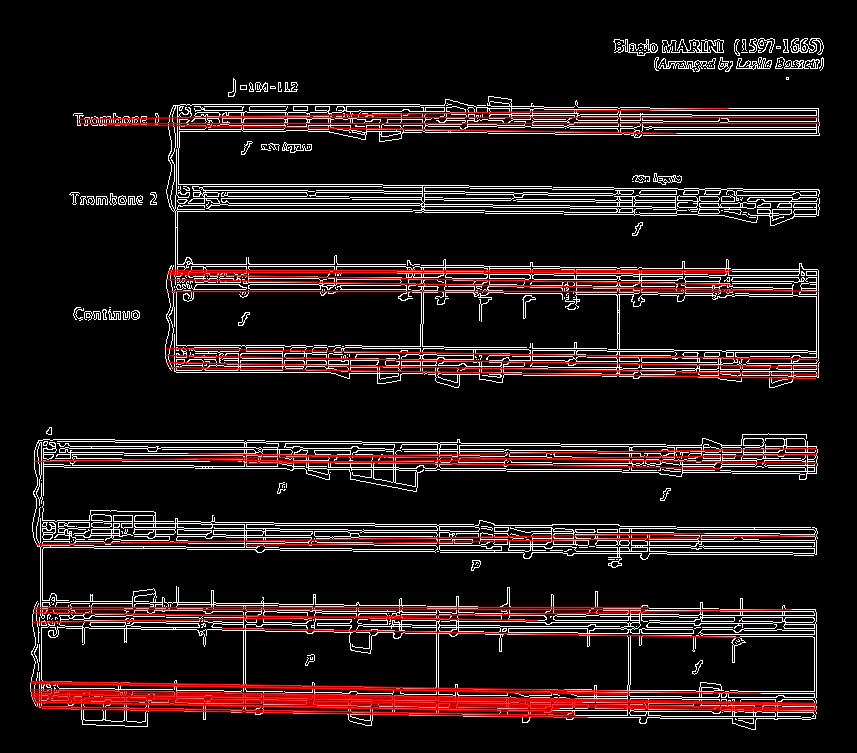 Biagio MARINI (1597-1665)
(Arranged by Leslie Bassett)
♩=104-112
Trombone 1
f non legato
Trombone 2
non legato
f
Continuo
f
4
p
f
p
p
f